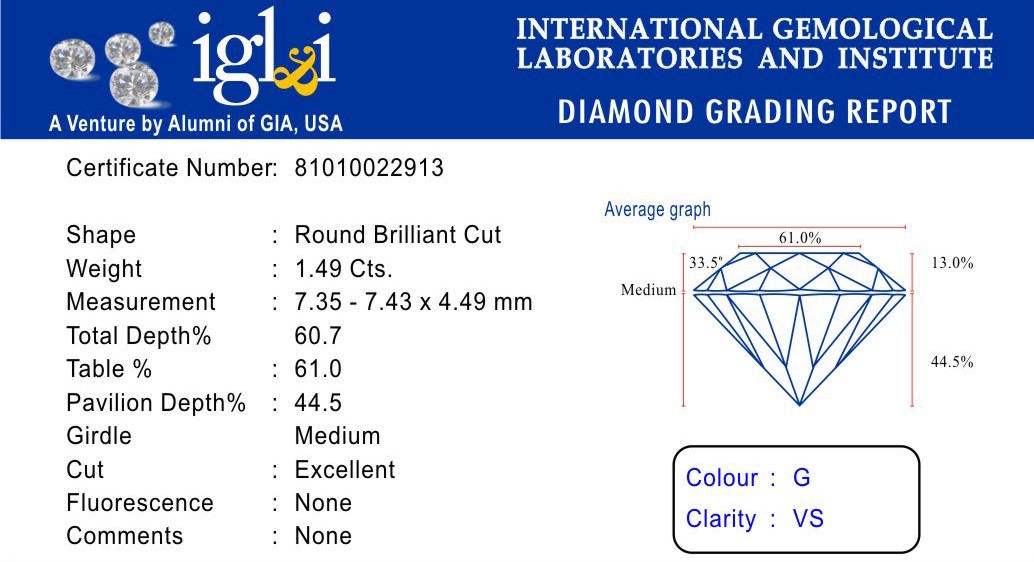 igl&i
A Venture by Alumni of GIA, USA
INTERNATIONAL GEMOLOGICAL
LABORATORIES AND INSTITUTE
DIAMOND GRADING REPORT
Certificate Number: 81010022913
Shape : Round Brilliant Cut
Weight : 1.49 Cts.
Measurement : 7.35 - 7.43 x 4.49 mm
Total Depth% 60.7
Table % : 61.0
Pavilion Depth% : 44.5
Girdle Medium
Cut : Excellent
Fluorescence : None
Comments : None
Average graph
61.0%
33.5°
13.0%
Medium
44.5%
Colour : G
Clarity : VS